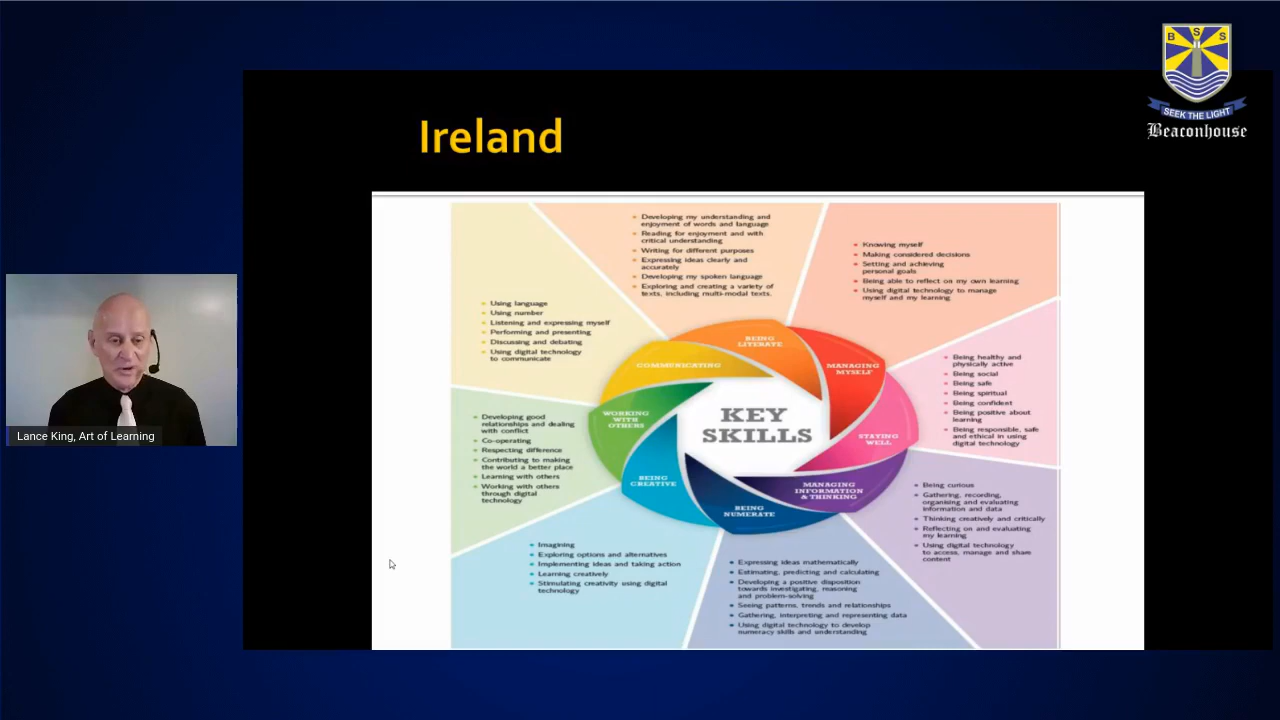 B S S
SEEK THE LIGHT
Beaconhouse
Ireland
Developing my understanding and
enjoyment of words and language
Reading for enjoyment and with
critical understanding
Writing for different purposes
Expressing ideas clearly and
accurately
Developing my spoken language
Exploring and creating a variety of
texts, including multi-modal texts.
Knowing myself
Making considered decisions
Setting and achieving
personal goals
Being able to reflect on my own learning
Using digital technology to manage
myself and my learning
Using language
Using number
Listening and expressing myself
Performing and presenting
Discussing and debating
Using digital technology
to communicate
Being healthy and
physically active
Being social
Being safe
Being spiritual
Being confident
Being positive about
learning
Being responsible, safe
and ethical in using
digital technology
BEING
LITERATE
COMMUNICATING
MANAGING
MYSELF
WORKING
WITH
OTHERS
KEY
SKILLS
STAYING
WELL
BEING
CREATIVE
MANAGING
INFORMATION
& THINKING
BEING
NUMERATE
Lance King, Art of Learning
Developing good
relationships and dealing
with conflict
Co-operating
Respecting difference
Contributing to making
the world a better place
Learning with others
Working with others
through digital
technology
Being curious
Gathering, recording,
organising and evaluating
information and data
Thinking creatively and critically
Reflecting on and evaluating
my learning
Using digital technology
to access, manage and share
content
Imagining
Exploring options and alternatives
Implementing ideas and taking action
Learning creatively
Stimulating creativity using digital
technology
Expressing ideas mathematically
Estimating, predicting and calculating
Developing a positive disposition
towards investigating, reasoning
and problem-solving
Seeing patterns, trends and relationships
Gathering, interpreting and representing data
Using digital technology to develop
numeracy skills and understanding